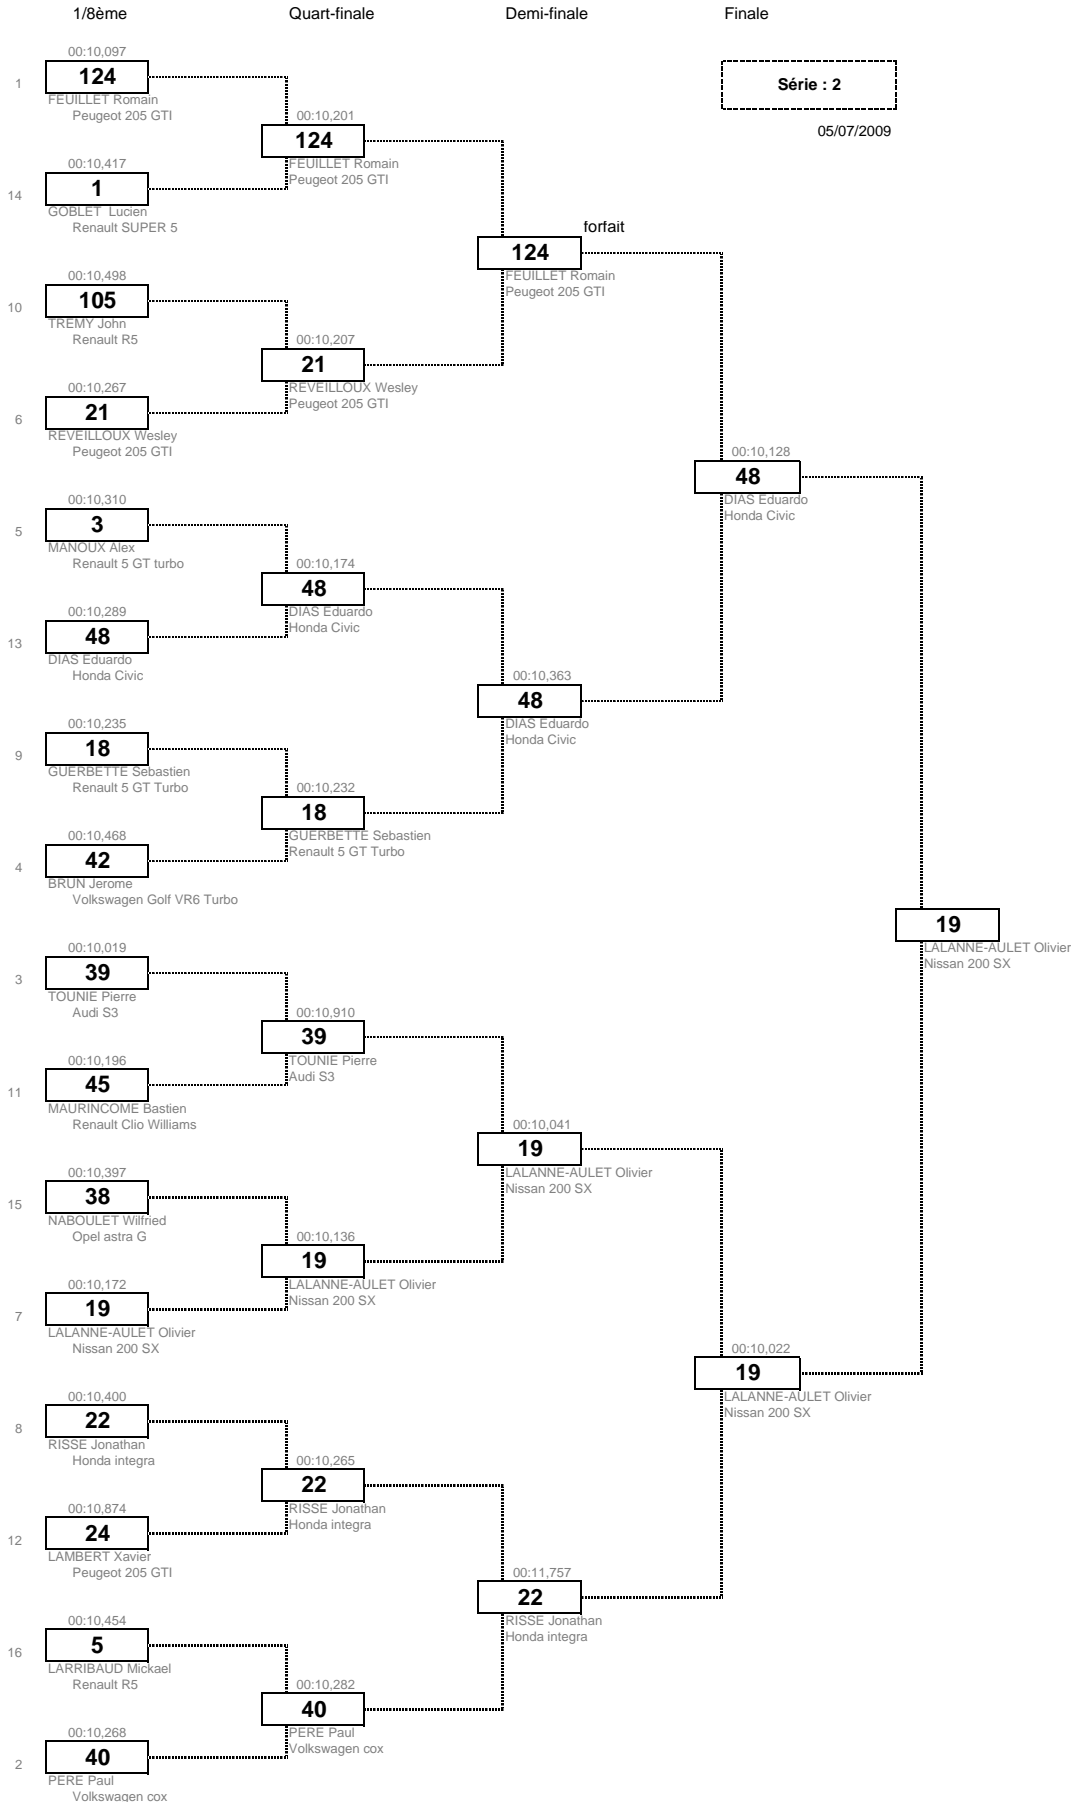 1/8ème
Quart-finale
Demi-finale
Finale
Série : 2
05/07/2009
00:10,097
1
124
FEUILLET Romain
Peugeot 205 GTI
00:10,201
124
FEUILLET Romain
Peugeot 205 GTI
00:10,417
14
1
GOBLET Lucien
Renault SUPER 5
forfait
124
FEUILLET Romain
Peugeot 205 GTI
00:10,498
10
105
TREMY John
Renault R5
00:10,207
21
REVEILLOUX Wesley
Peugeot 205 GTI
00:10,267
6
21
REVEILLOUX Wesley
Peugeot 205 GTI
00:10,128
48
DIAS Eduardo
Honda Civic
00:10,310
5
3
MANOUX Alex
Renault 5 GT turbo
00:10,174
48
DIAS Eduardo
Honda Civic
00:10,289
13
48
DIAS Eduardo
Honda Civic
00:10,363
48
DIAS Eduardo
Honda Civic
00:10,235
9
18
GUERBETTE Sebastien
Renault 5 GT Turbo
00:10,232
18
GUERBETTE Sebastien
Renault 5 GT Turbo
00:10,468
4
42
BRUN Jerome
Volkswagen Golf VR6 Turbo
19
LALANNE-AULET Olivier
Nissan 200 SX
00:10,019
3
39
TOUNIE Pierre
Audi S3
00:10,910
39
TOUNIE Pierre
Audi S3
00:10,196
11
45
MAURINCOME Bastien
Renault Clio Williams
00:10,041
19
LALANNE-AULET Olivier
Nissan 200 SX
00:10,397
15
38
NABOULET Wilfried
Opel astra G
00:10,136
19
LALANNE-AULET Olivier
Nissan 200 SX
00:10,172
7
19
LALANNE-AULET Olivier
Nissan 200 SX
00:10,022
19
LALANNE-AULET Olivier
Nissan 200 SX
00:10,400
8
22
RISSE Jonathan
Honda integra
00:10,265
22
RISSE Jonathan
Honda integra
00:10,874
12
24
LAMBERT Xavier
Peugeot 205 GTI
00:11,757
22
RISSE Jonathan
Honda integra
00:10,454
16
5
LARRIBAUD Mickael
Renault R5
00:10,282
40
PERE Paul
Volkswagen cox
00:10,268
2
40
PERE Paul
Volkswagen cox